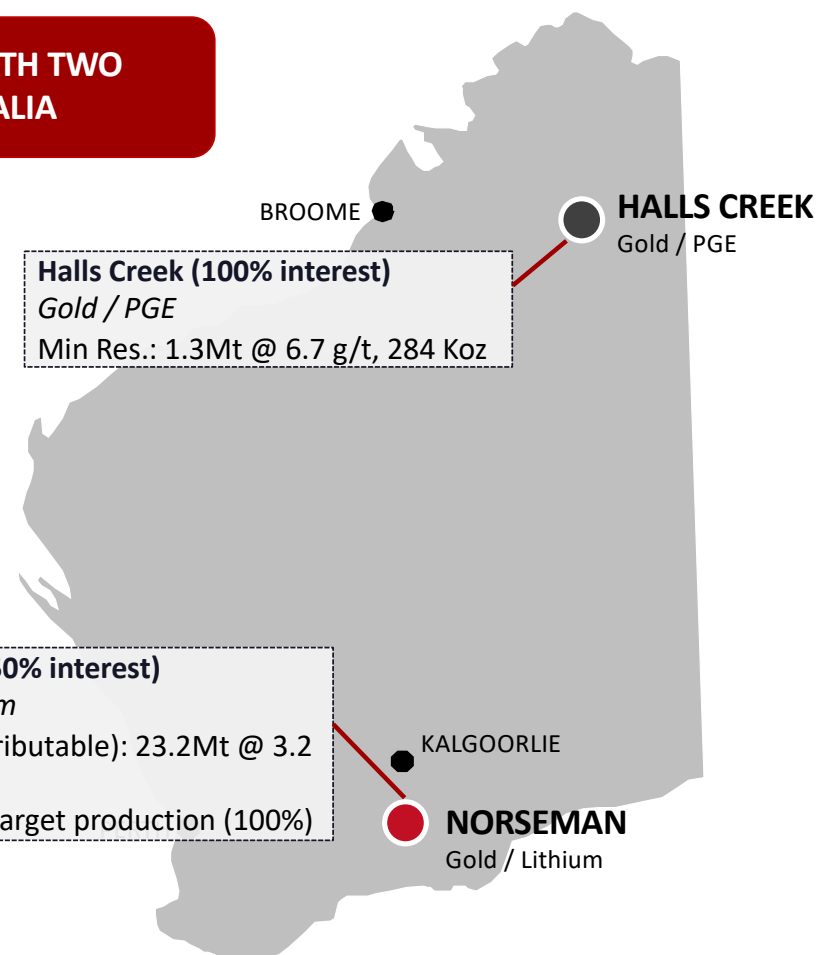 TH TWO
ALIA
BROOME
HALLS CREEK
Gold / PGE
Halls Creek (100% interest)
Gold / PGE
Min Res.: 1.3Mt @ 6.7 g/t, 284 Koz
0% interest)
m
ributable): 23.2Mt @ 3.2
arget production (100%)
KALGOORLIE
NORSEMAN
Gold / Lithium